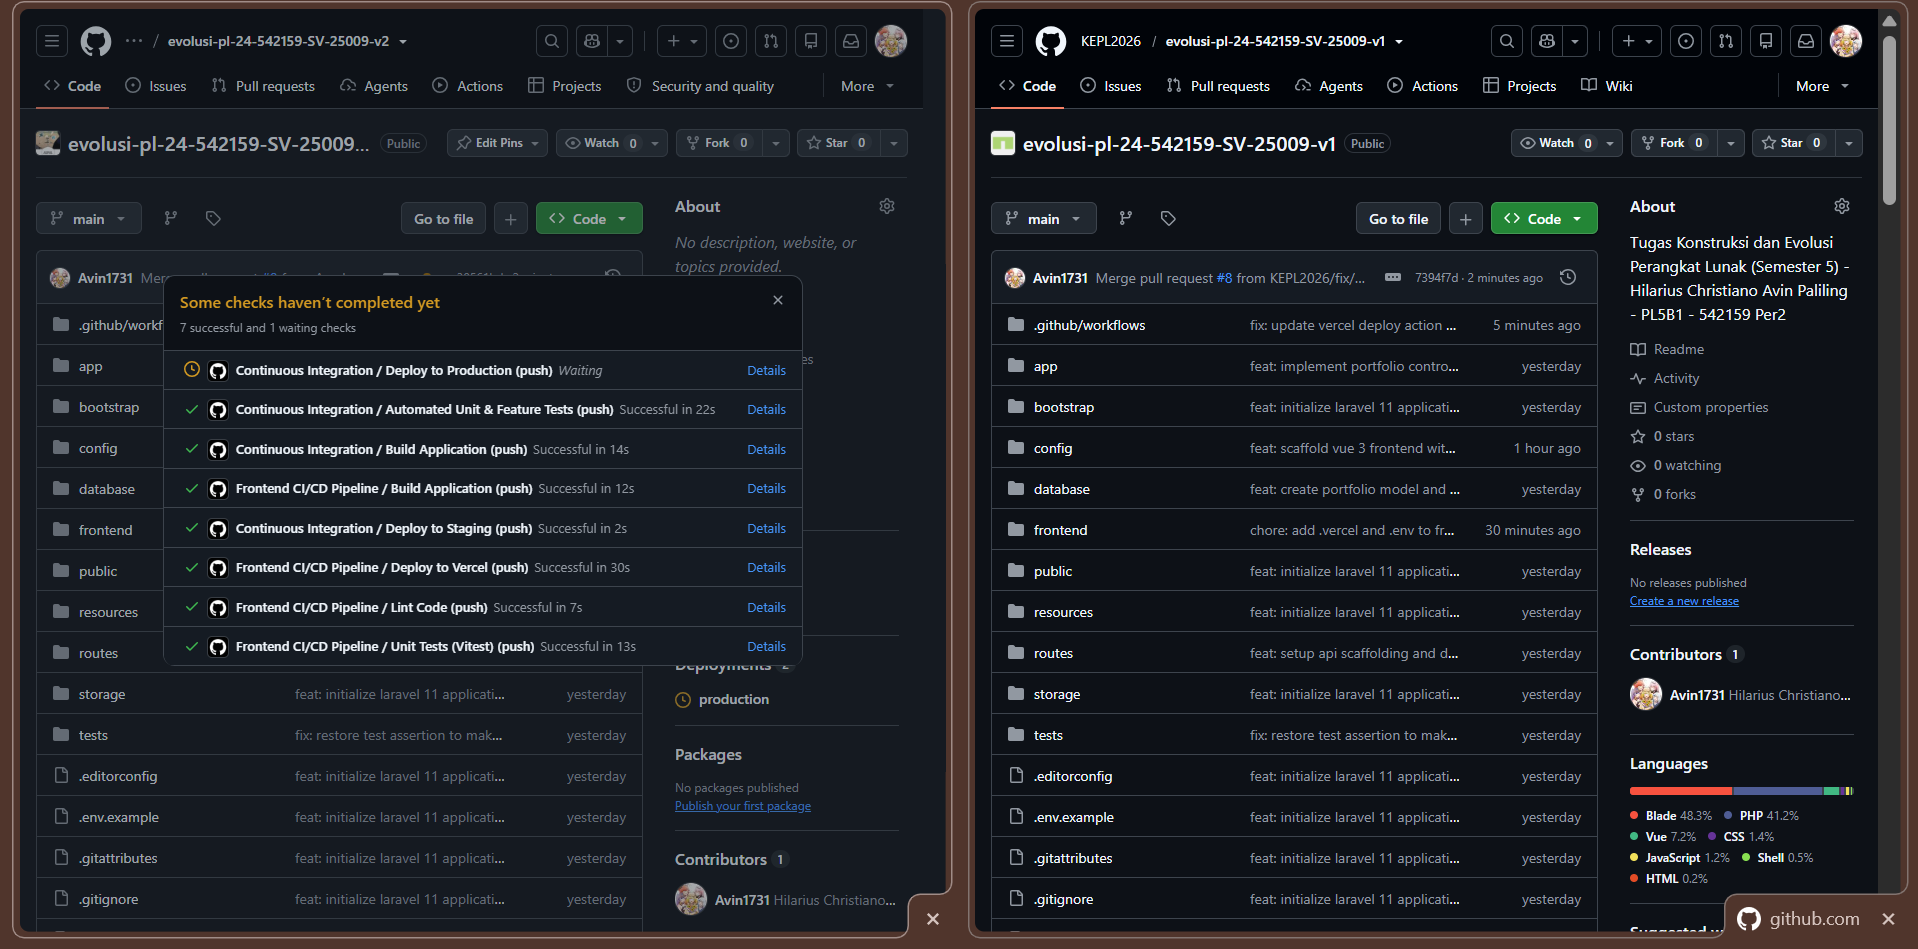 / evolusi-pl-24-542159-SV-25009-v2
Code Issues Pull requests Agents Actions Projects Security and quality More
evolusi-pl-24-542159-SV-25009... Public Edit Pins Watch 0 Fork 0 Star 0
main Go to file Code About
No description, website, or
topics provided.
Avin1731
Some checks haven't completed yet
7 successful and 1 waiting checks
Continuous Integration / Deploy to Production (push) Waiting Details
Continuous Integration / Automated Unit & Feature Tests (push) Successful in 22s Details
Continuous Integration / Build Application (push) Successful in 14s Details
Frontend CI/CD Pipeline / Build Application (push) Successful in 12s Details
Continuous Integration / Deploy to Staging (push) Successful in 2s Details
Frontend CI/CD Pipeline / Deploy to Vercel (push) Successful in 30s Details
Frontend CI/CD Pipeline / Lint Code (push) Successful in 7s Details
Frontend CI/CD Pipeline / Unit Tests (Vitest) (push) Successful in 13s Details
.github/workf
app
bootstrap
config
database
frontend
public
resources
routes
storage feat: initialize laravel 11 applicati... yesterday
tests fix: restore test assertion to mak... yesterday
.editorconfig feat: initialize laravel 11 applicati... yesterday
.env.example feat: initialize laravel 11 applicati... yesterday
.gitattributes feat: initialize laravel 11 applicati... yesterday
.gitignore feat: initialize laravel 11 applicati... yesterday
Deployments 2
production
Packages
No packages published
Publish your first package
Contributors 1
Avin1731 Hilarius Christiano...
KEPL2026 / evolusi-pl-24-542159-SV-25009-v1
Code Issues Pull requests Agents Actions Projects Wiki More
evolusi-pl-24-542159-SV-25009-v1 Public Watch 0 Fork 0 Star 0
main Go to file Code
Avin1731 Merge pull request #8 from KEPL2026/fix/... 7394f7d · 2 minutes ago
.github/workflows fix: update vercel deploy action ... 5 minutes ago
app feat: implement portfolio contro... yesterday
bootstrap feat: initialize laravel 11 applicati... yesterday
config feat: scaffold vue 3 frontend wit... 1 hour ago
database feat: create portfolio model and ... yesterday
frontend chore: add .vercel and .env to fr... 30 minutes ago
public feat: initialize laravel 11 applicati... yesterday
resources feat: initialize laravel 11 applicati... yesterday
routes feat: setup api scaffolding and d... yesterday
storage feat: initialize laravel 11 applicati... yesterday
tests fix: restore test assertion to mak... yesterday
.editorconfig feat: initialize laravel 11 applicati... yesterday
.env.example feat: initialize laravel 11 applicati... yesterday
.gitattributes feat: initialize laravel 11 applicati... yesterday
.gitignore feat: initialize laravel 11 applicati... yesterday
About
Tugas Konstruksi dan Evolusi
Perangkat Lunak (Semester 5) -
Hilarius Christiano Avin Paliling
- PL5B1 - 542159 Per2
Readme
Activity
Custom properties
0 stars
0 watching
0 forks
Releases
No releases published
Create a new release
Contributors 1
Avin1731 Hilarius Christiano...
Languages
Blade 48.3% PHP 41.2%
Vue 7.2% CSS 1.4%
JavaScript 1.2% Shell 0.5%
HTML 0.2%
github.com